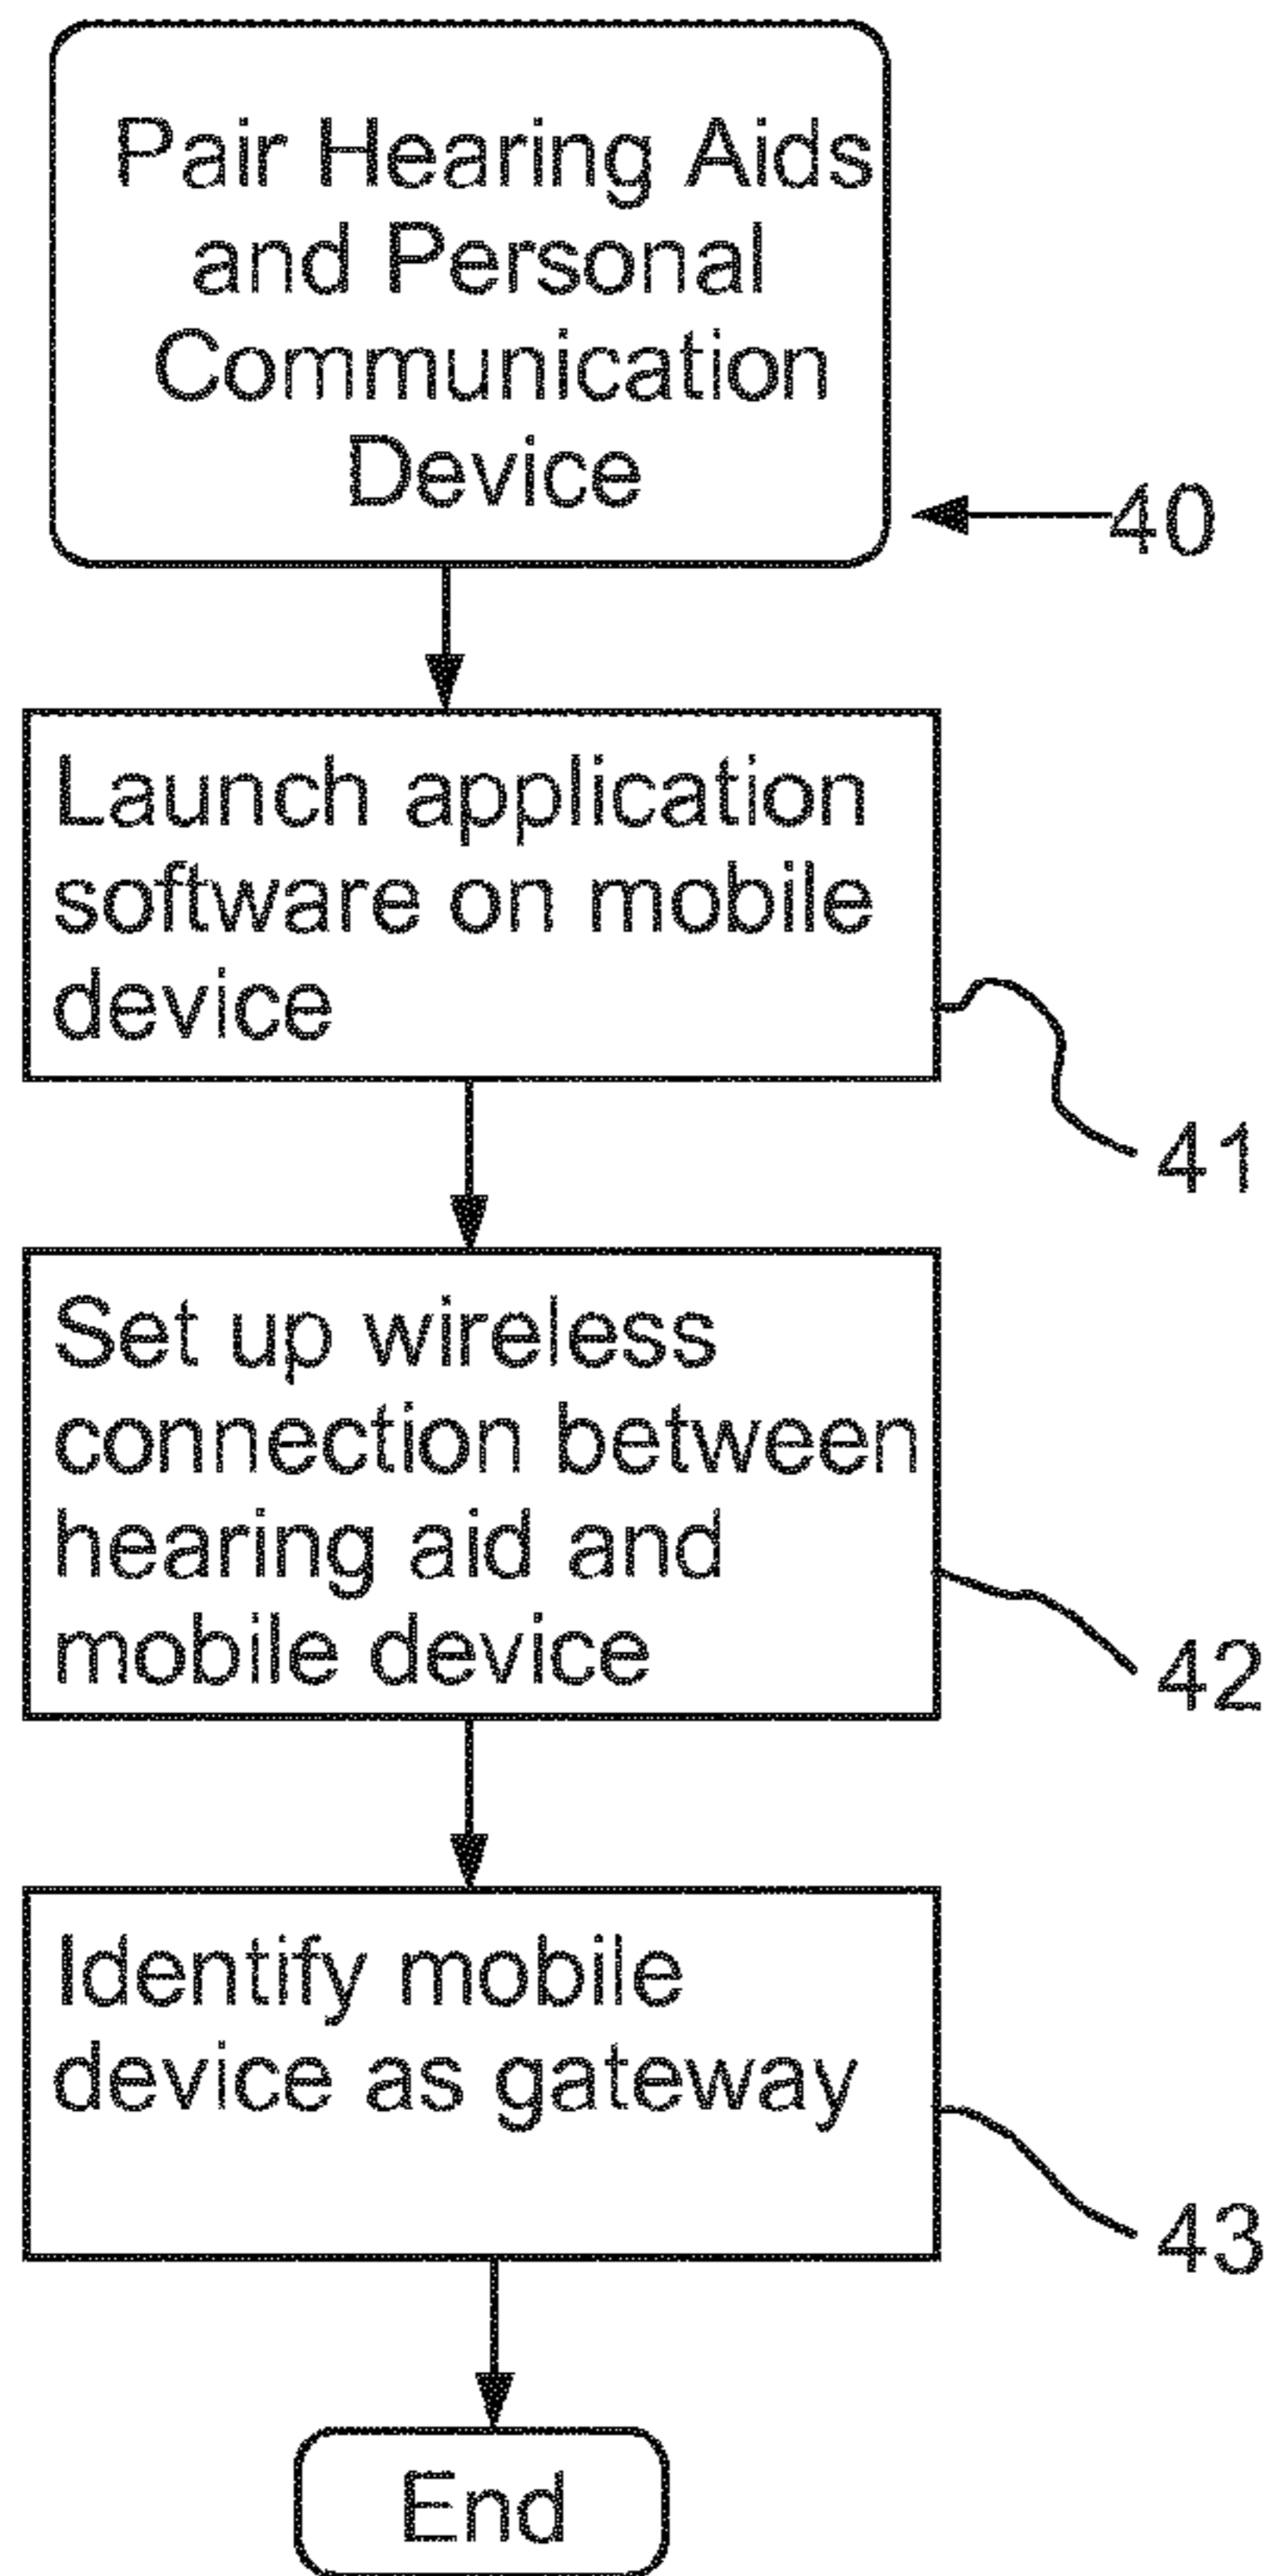 Pair Hearing Aids
and Personal
Communication
Device
40
Launch application
software on mobile
device
41
Set up wireless
connection between
hearing aid and
mobile device
42
Identify mobile
device as gateway
43
End